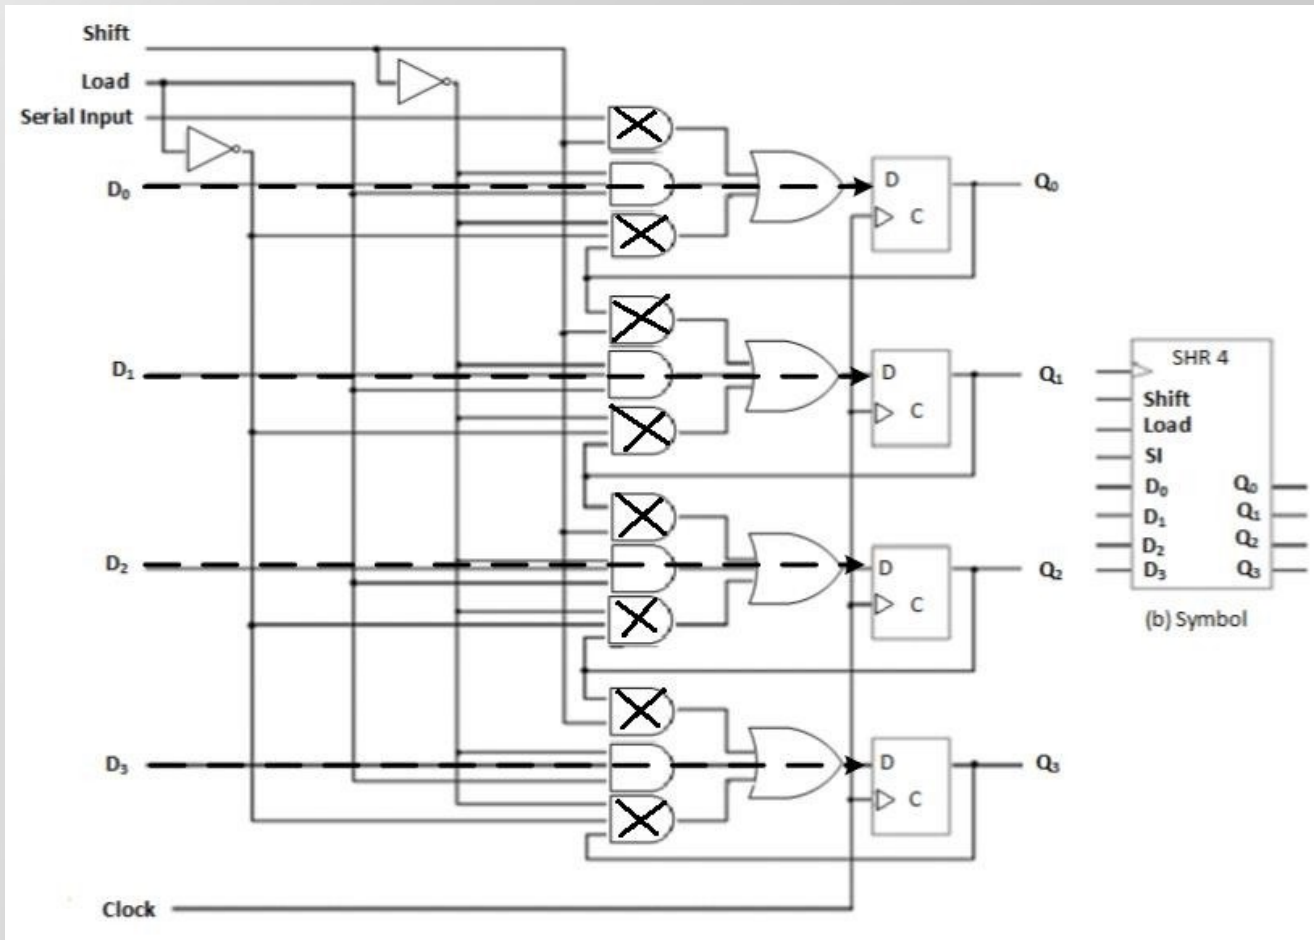 Shift
Load
Serial Input
D₀
D
C
Q₀
D₁
D
C
Q₁
D₂
D
C
Q₂
D₃
D
C
Q₃
Clock
SHR 4
Shift
Load
SI
D₀ Q₀
D₁ Q₁
D₂ Q₂
D₃ Q₃
(b) Symbol